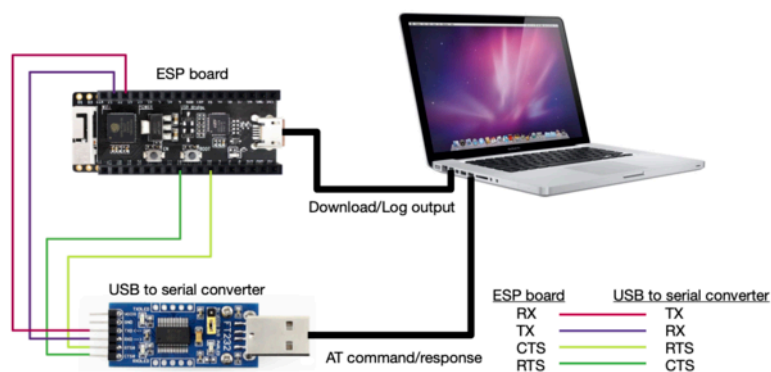 ESP board
Download/Log output
USB to serial converter
FT232
AT command/response
ESP board USB to serial converter
RX TX
TX RX
CTS RTS
RTS CTS